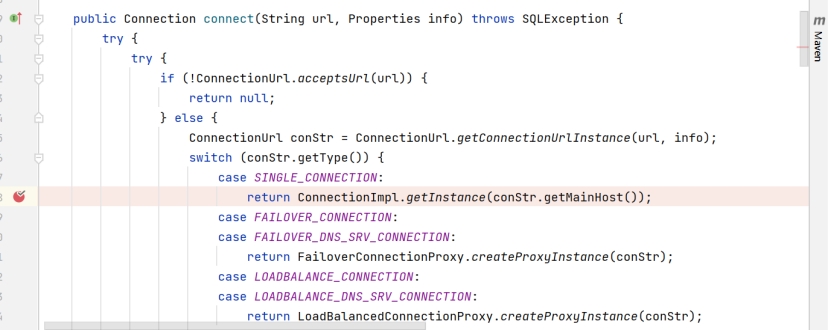 public Connection connect(String url, Properties info) throws SQLException {
try {
try {
if (!ConnectionUrl.acceptsUrl(url)) {
return null;
} else {
ConnectionUrl conStr = ConnectionUrl.getConnectionUrlInstance(url, info);
switch (conStr.getType()) {
case SINGLE_CONNECTION:
return ConnectionImpl.getInstance(conStr.getMainHost());
case FAILOVER_CONNECTION:
case FAILOVER_DNS_SRV_CONNECTION:
return FailoverConnectionProxy.createProxyInstance(conStr);
case LOADBALANCE_CONNECTION:
case LOADBALANCE_DNS_SRV_CONNECTION:
return LoadBalancedConnectionProxy.createProxyInstance(conStr);
m
Maven